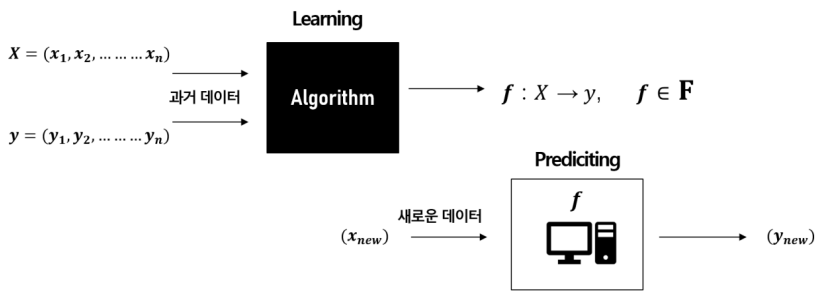 Learning
X = (x₁, x₂, ... ... ... xₙ)
과거 데이터
Algorithm
f : X → y, f ∈ F
y = (y₁, y₂, ... ... ... yₙ)
Prediciting
f
새로운 데이터
(xₙₑw)
(yₙₑw)